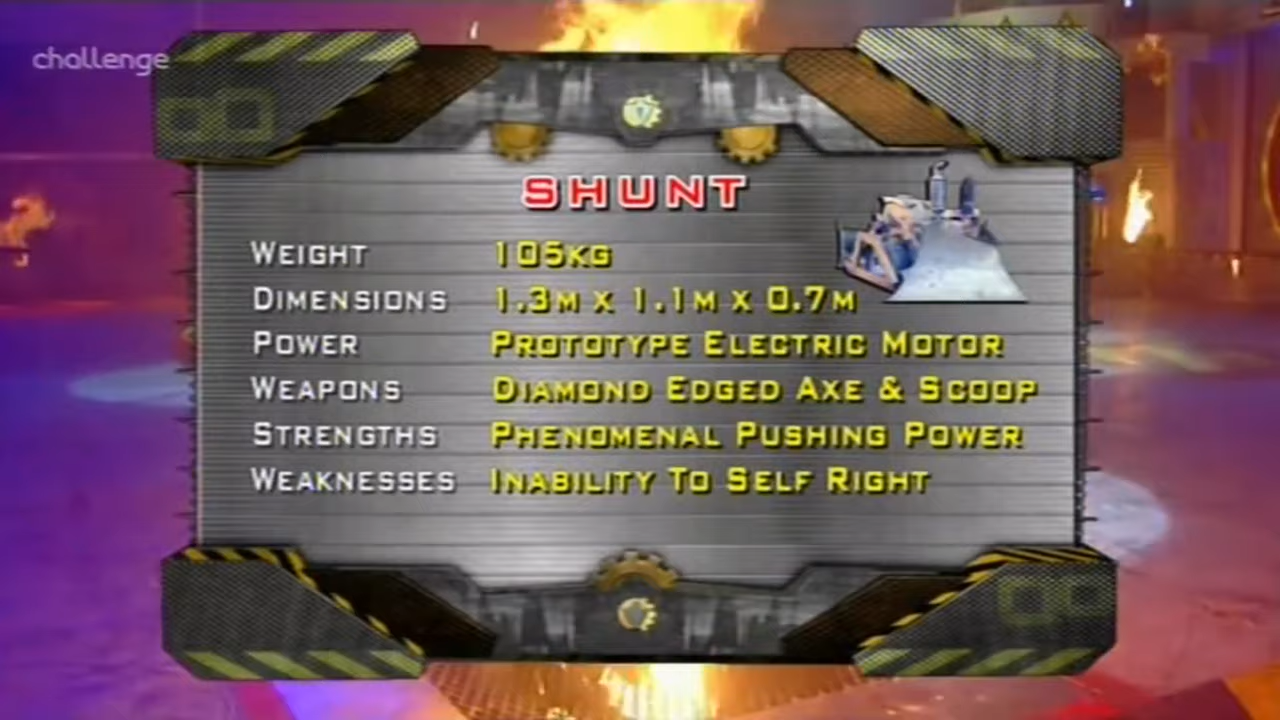 challenge
SHUNT
WEIGHT 105KG
DIMENSIONS 1.3M X 1.1M X 0.7M
POWER PROTOTYPE ELECTRIC MOTOR
WEAPONS DIAMOND EDGED AXE & SCOOP
STRENGTHS PHENOMENAL PUSHING POWER
WEAKNESSES INABILITY TO SELF RIGHT